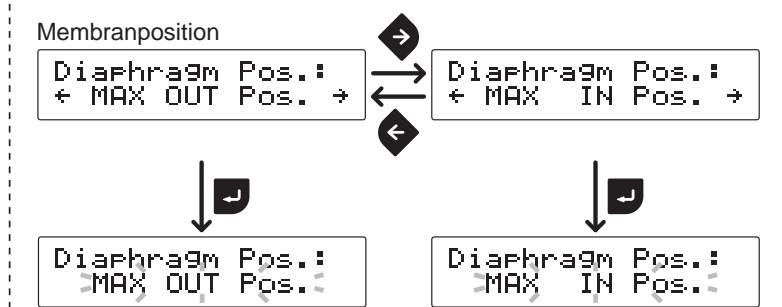 Membranposition
Diaphragm Pos.:
← MAX OUT Pos. →
Diaphragm Pos.:
← MAX  IN Pos. →
Diaphragm Pos.:
MAX OUT Pos.
Diaphragm Pos.:
MAX  IN Pos.